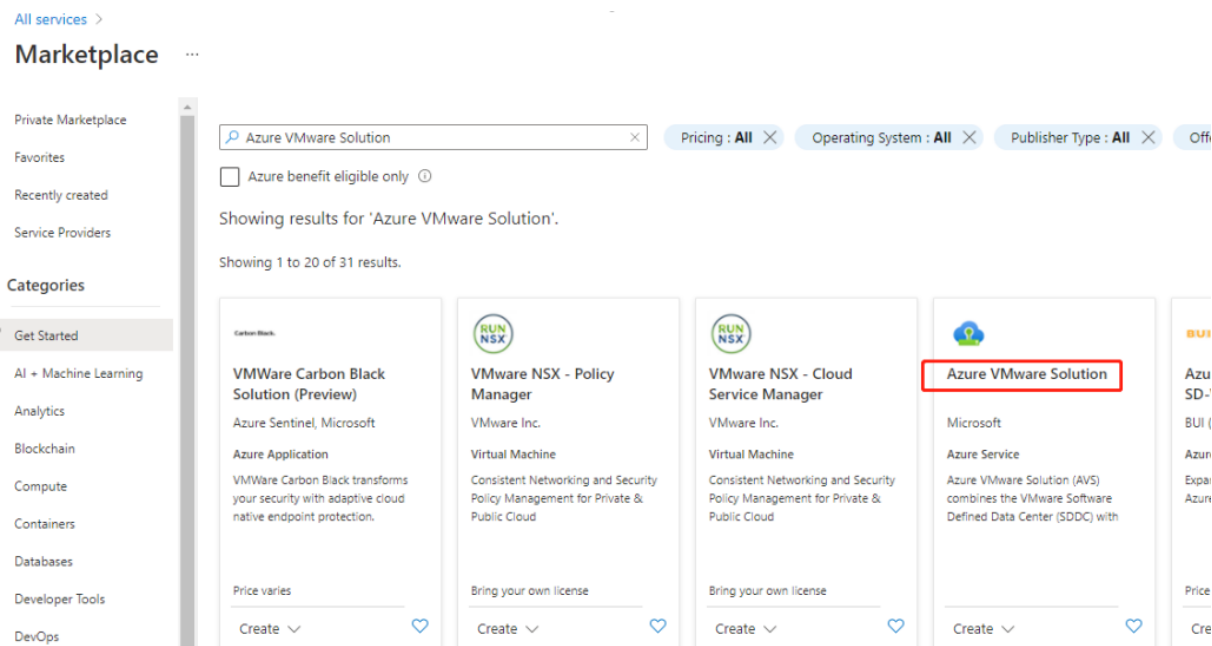 All services >
Marketplace ...
Private Marketplace
Favorites
Recently created
Service Providers
Categories
Get Started
AI + Machine Learning
Analytics
Blockchain
Compute
Containers
Databases
Developer Tools
DevOps
Azure VMware Solution
Pricing : All
Operating System : All
Publisher Type : All
Azure benefit eligible only
Showing results for 'Azure VMware Solution'.
Showing 1 to 20 of 31 results.
Carbon Black.
VMWare Carbon Black
Solution (Preview)
Azure Sentinel, Microsoft
Azure Application
VMWare Carbon Black transforms
your security with adaptive cloud
native endpoint protection.
Price varies
Create
RUN
NSX
VMware NSX - Policy
Manager
VMware Inc.
Virtual Machine
Consistent Networking and Security
Policy Management for Private &
Public Cloud
Bring your own license
Create
RUN
NSX
VMware NSX - Cloud
Service Manager
VMware Inc.
Virtual Machine
Consistent Networking and Security
Policy Management for Private &
Public Cloud
Bring your own license
Create
Azure VMware Solution
Microsoft
Azure Service
Azure VMware Solution (AVS)
combines the VMware Software
Defined Data Center (SDDC) with
Create
BUI
Price